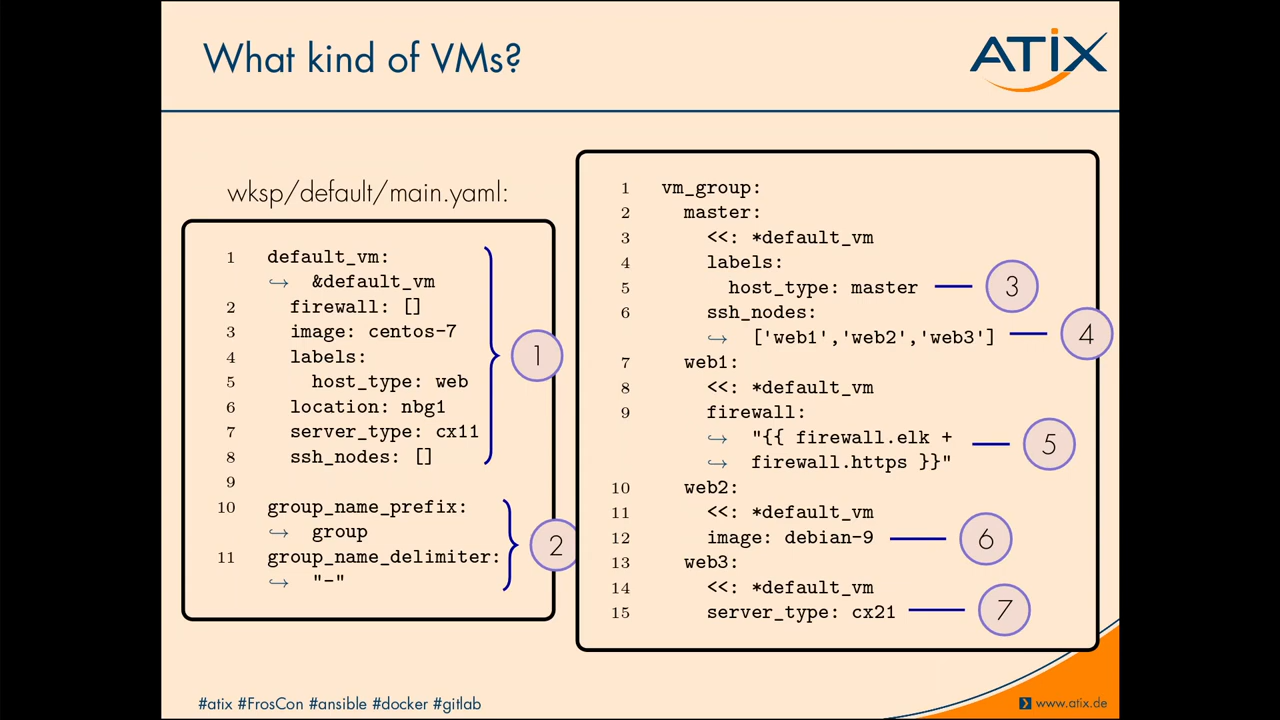 What kind of VMs?
ATIX
wksp/default/main.yaml:
1 default_vm:
↪ &default_vm
2 firewall: []
3 image: centos-7
4 labels:
5 host_type: web
6 location: nbg1
7 server_type: cx11
8 ssh_nodes: []
9
10 group_name_prefix:
↪ group
11 group_name_delimiter:
↪ "-"
1
2
1 vm_group:
2 master:
3 <<: *default_vm
4 labels:
5 host_type: master
6 ssh_nodes:
↪ ['web1','web2','web3']
7 web1:
8 <<: *default_vm
9 firewall:
↪ "{{ firewall.elk +
↪ firewall.https }}"
10 web2:
11 <<: *default_vm
12 image: debian-9
13 web3:
14 <<: *default_vm
15 server_type: cx21
3
4
5
6
7
#atix #FrosCon #ansible #docker #gitlab
www.atix.de